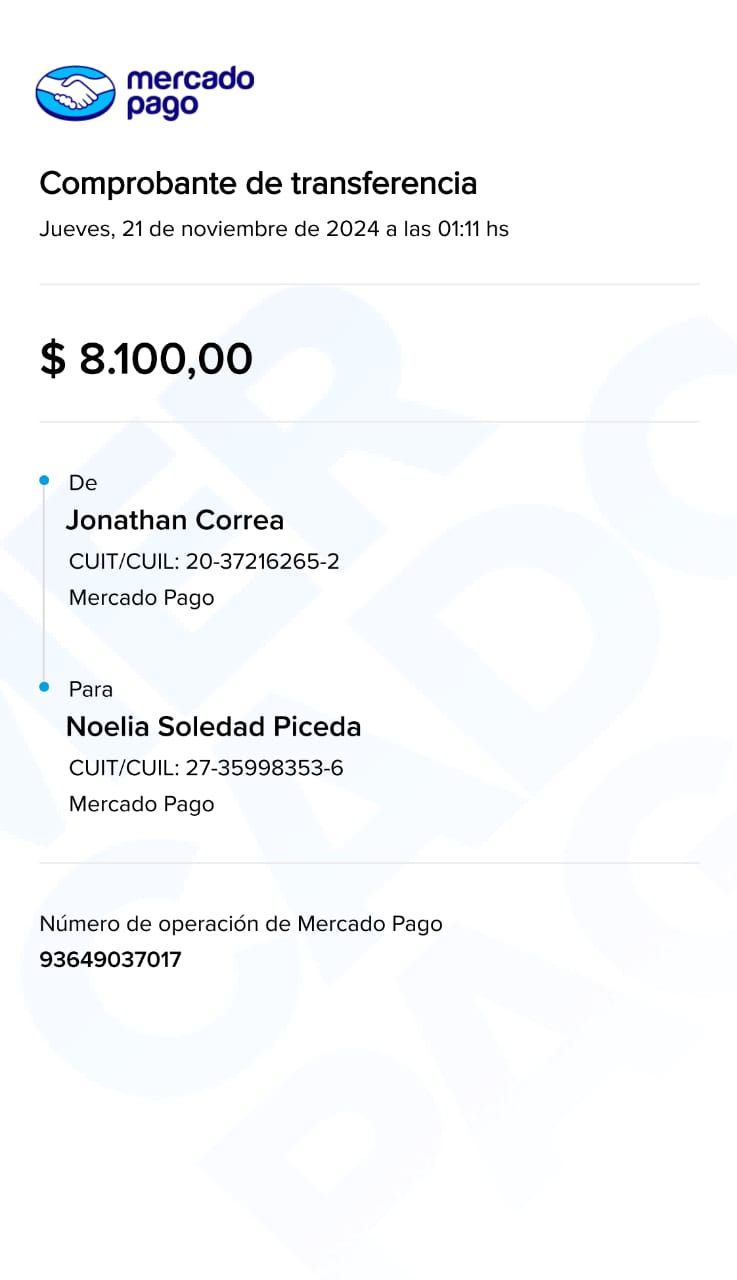 mercado
pago
Comprobante de transferencia
Jueves, 21 de noviembre de 2024 a las 01:11 hs
$ 8.100,00
De
Jonathan Correa
CUIT/CUIL: 20-37216265-2
Mercado Pago
Para
Noelia Soledad Piceda
CUIT/CUIL: 27-35998353-6
Mercado Pago
Número de operación de Mercado Pago
93649037017
MERCADO
PAGO